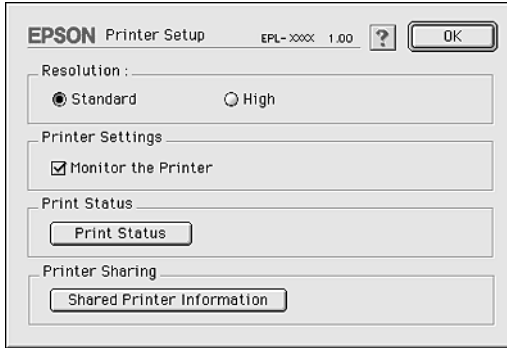 EPSON Printer Setup EPL-XXXX 1.00 ? OK
Resolution :
Standard High
Printer Settings
Monitor the Printer
Print Status
Print Status
Printer Sharing
Shared Printer Information